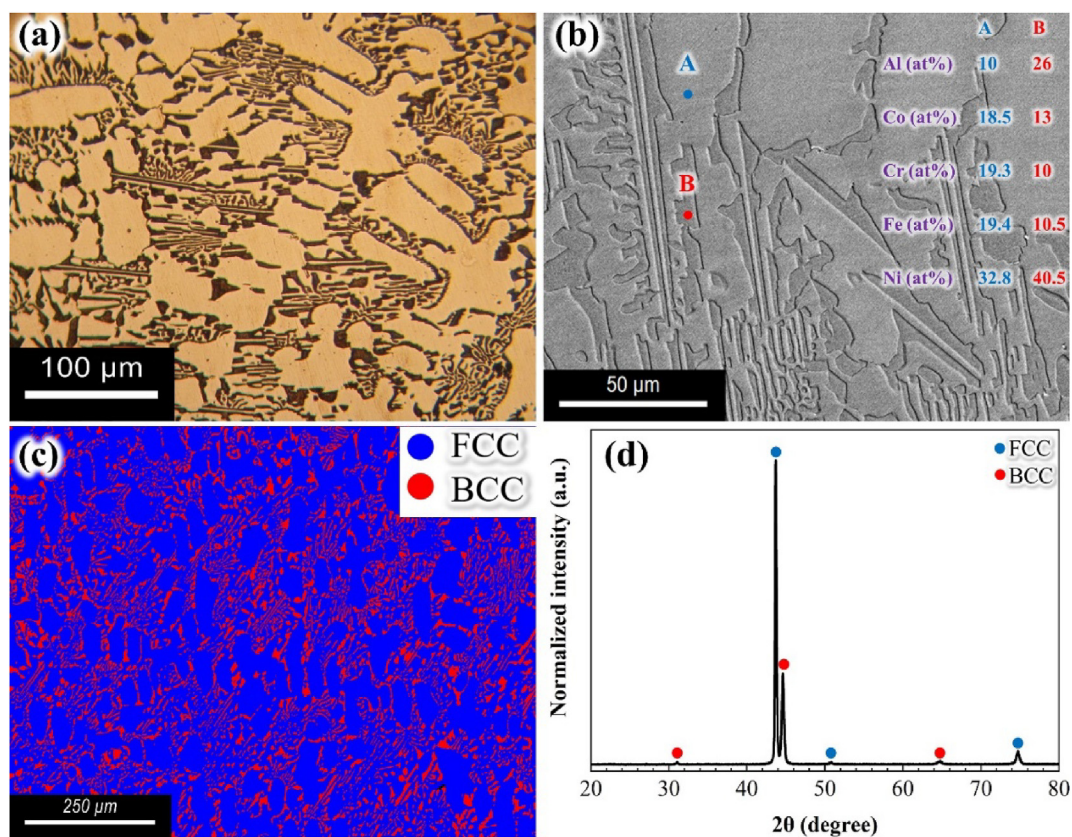 (a)
100 µm
(b)
A B
A
B
Al (at%) 10 26
Co (at%) 18.5 13
Cr (at%) 19.3 10
Fe (at%) 19.4 10.5
Ni (at%) 32.8 40.5
50 µm
(c)
FCC
BCC
250 µm
(d)
FCC
BCC
Normalized intensity (a.u.)
20 30 40 50 60 70 80
2θ (degree)